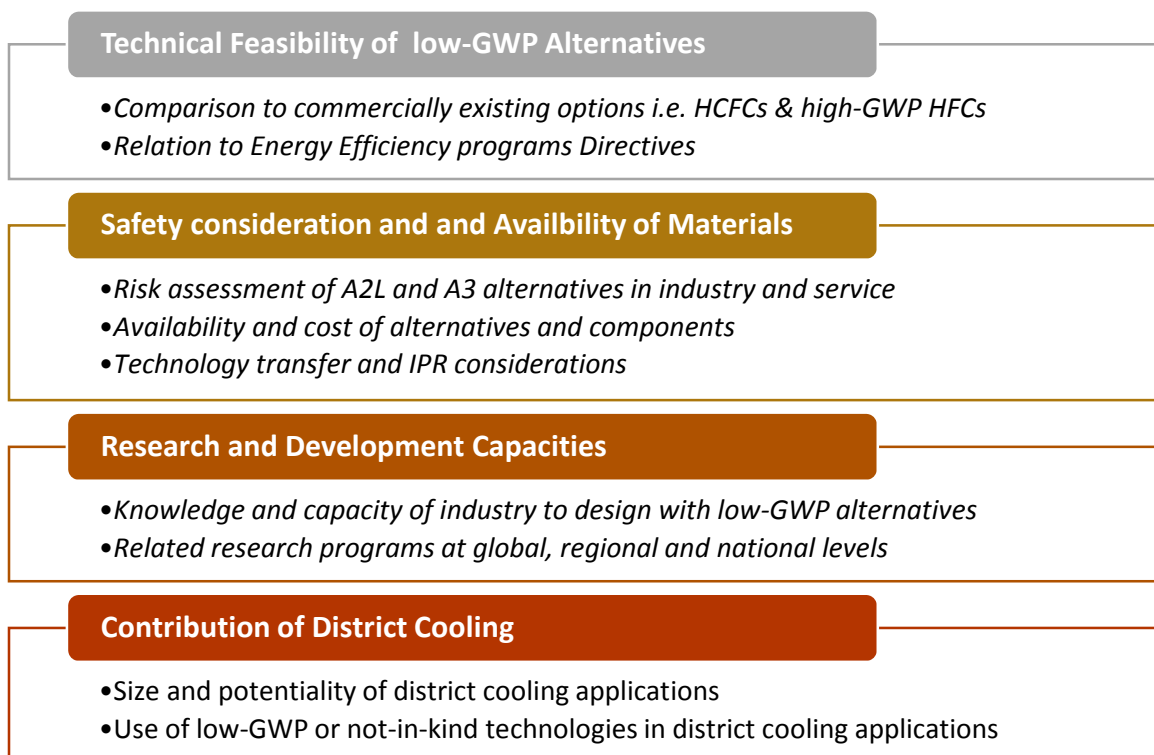 Technical Feasibility of low-GWP Alternatives
•Comparison to commercially existing options i.e. HCFCs & high-GWP HFCs
•Relation to Energy Efficiency programs Directives
Safety consideration and and Availbility of Materials
•Risk assessment of A2L and A3 alternatives in industry and service
•Availability and cost of alternatives and components
•Technology transfer and IPR considerations
Research and Development Capacities
•Knowledge and capacity of industry to design with low-GWP alternatives
•Related research programs at global, regional and national levels
Contribution of District Cooling
•Size and potentiality of district cooling applications
•Use of low-GWP or not-in-kind technologies in district cooling applications